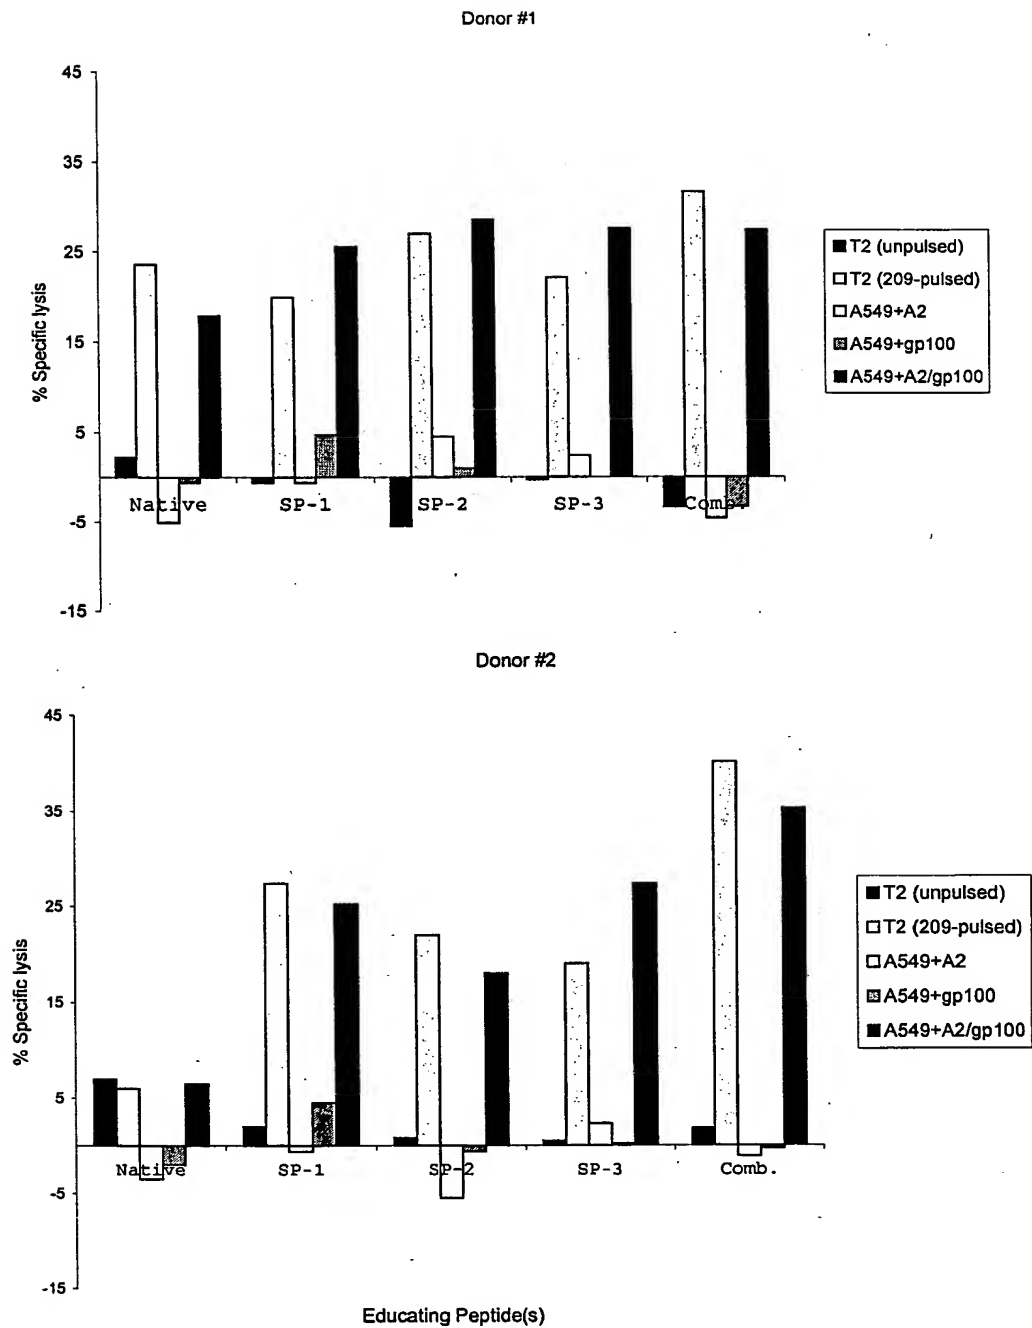 Donor #1
45
35
25
15
5
-5
-15
% Specific lysis
Native SP-1 SP-2 SP-3 Comb.
T2 (unpulsed)
T2 (209-pulsed)
A549+A2
A549+gp100
A549+A2/gp100
Donor #2
45
35
25
15
5
-5
-15
% Specific lysis
Native SP-1 SP-2 SP-3 Comb.
T2 (unpulsed)
T2 (209-pulsed)
A549+A2
A549+gp100
A549+A2/gp100
Educating Peptide(s)